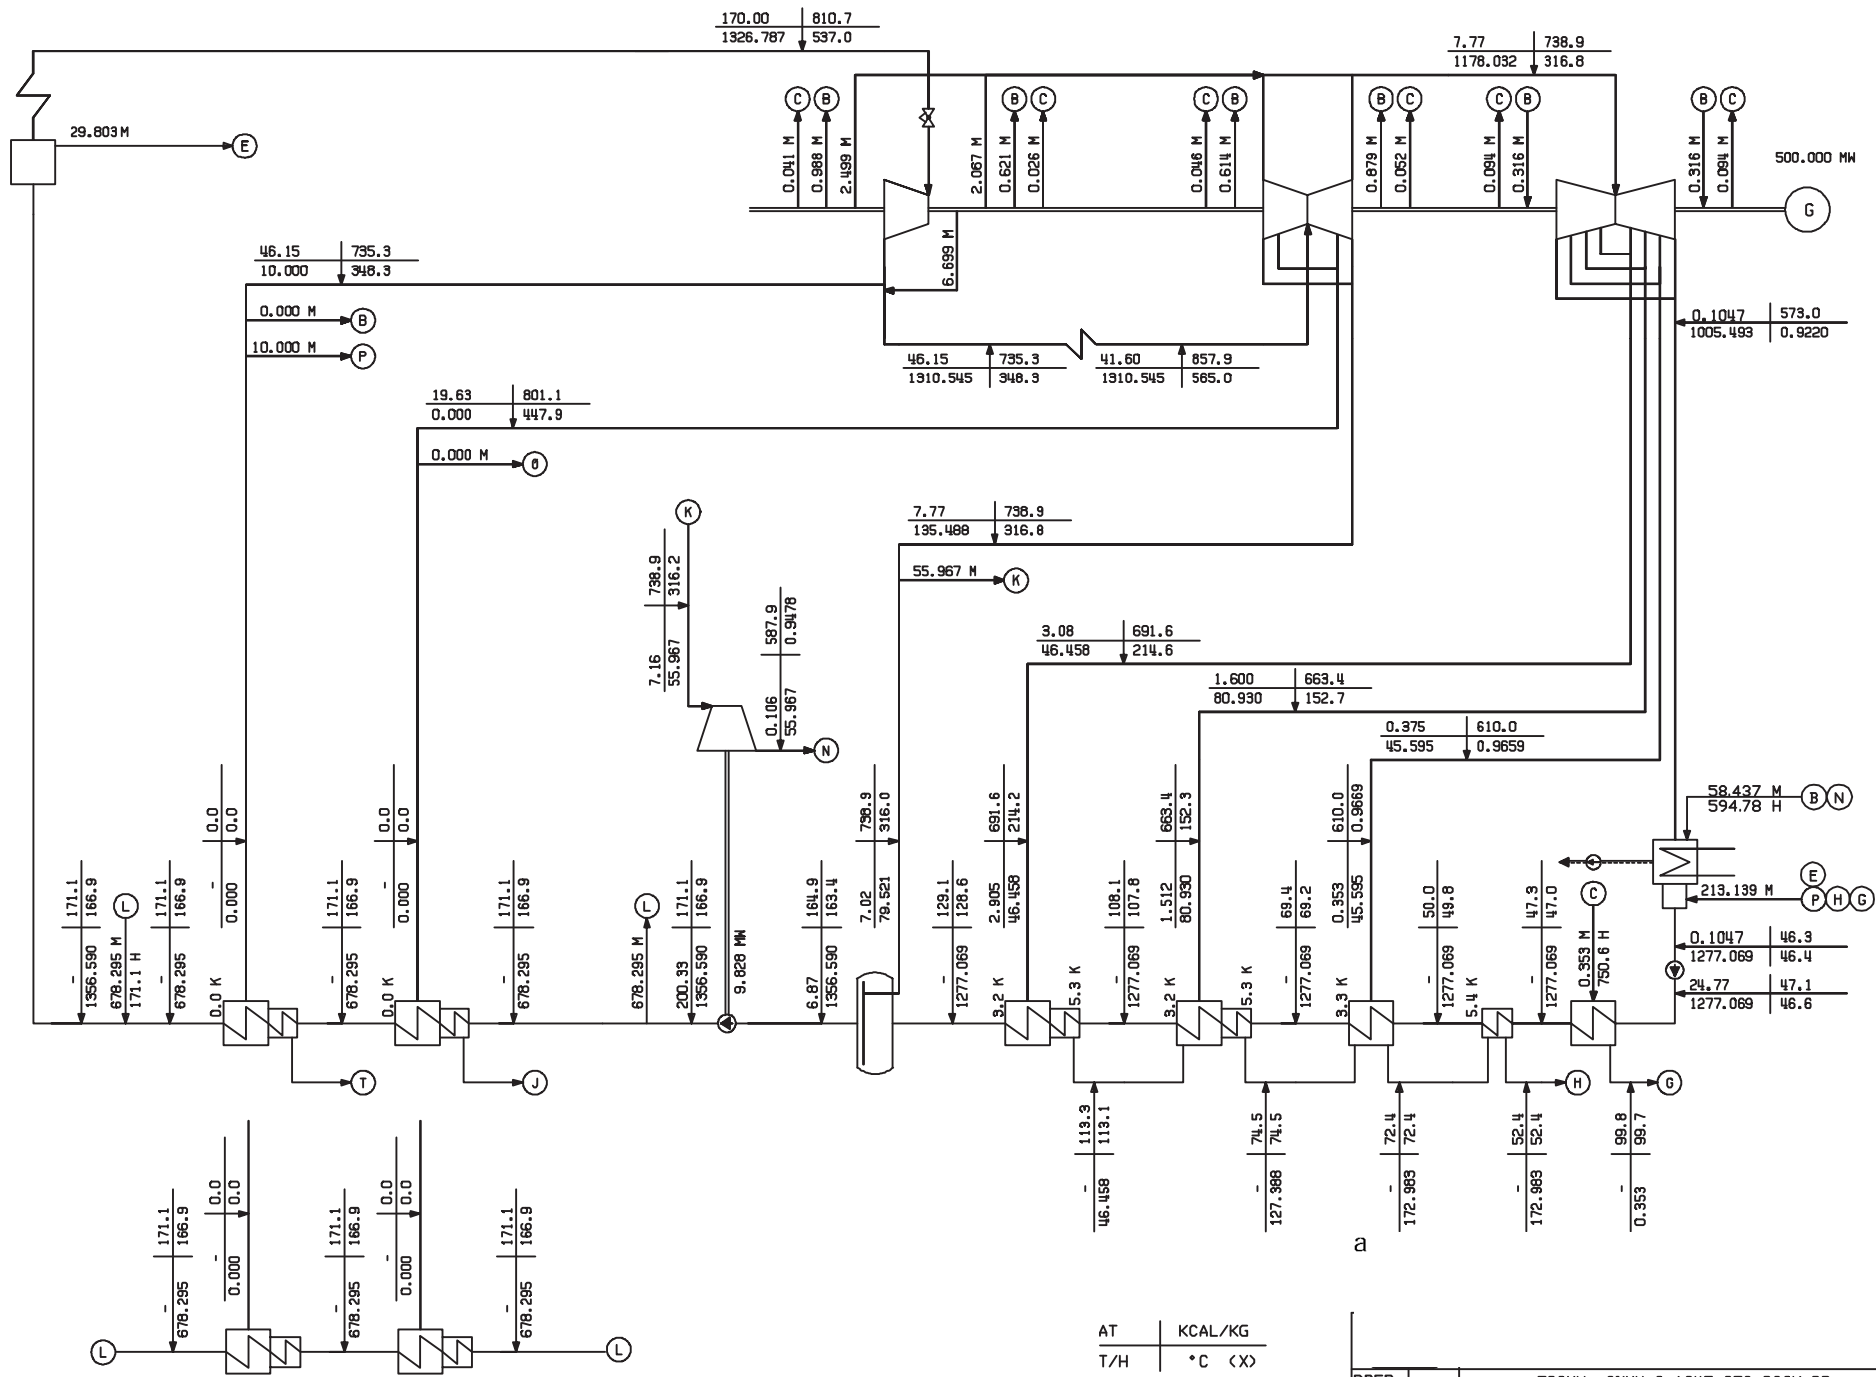 170.00 810.7
1326.787 537.0
7.77 738.9
1178.032 316.8
29.803 M E
C B B C C B B C C B B C
0.041 M
0.988 M
2.499 M
2.067 M
0.621 M
0.026 M
0.046 M
0.614 M
0.879 M
0.052 M
0.094 M
0.316 M
0.316 M
0.094 M
500.000 MW
G
6.699 M
46.15 735.3
10.000 348.3
0.000 M B
10.000 M P
0.1047 573.0
1005.493 0.9220
46.15 735.3
1310.545 348.3
41.60 857.9
1310.545 565.0
19.63 801.1
0.000 447.9
0.000 M
7.77 738.9
135.488 316.8
55.967 M K
K
738.9
316.2
7.16
55.967
587.9
0.9478
0.106
55.967
N
3.08 691.6
46.458 214.6
1.600 663.4
80.930 152.7
0.375 610.0
45.595 0.9659
58.437 M B N
594.78 H
E
213.139 M P H G
0.1047 46.3
1277.069 46.4
24.77 47.1
1277.069 46.6
171.1
166.9
-
1356.590
L
678.295 M
171.1 H
171.1
166.9
-
678.295
0.0
0.0
-
0.000
0.0 K
171.1
166.9
-
678.295
0.0
0.0
-
0.000
0.0 K
171.1
166.9
-
678.295
L
678.295 M
171.1
166.9
200.33
1356.590
9.828 MW
164.9
163.4
6.87
1356.590
738.9
316.0
7.02
79.521
129.1
128.6
-
1277.069
691.6
214.2
2.905
46.458
3.2 K
5.3 K
108.1
107.8
-
1277.069
663.4
152.3
1.512
80.930
3.2 K
5.3 K
69.4
69.2
-
1277.069
610.0
0.9669
0.353
45.595
3.3 K
50.0
49.8
-
1277.069
5.4 K
47.3
47.0
-
1277.069
C
0.353 M
750.6 H
T
J
H
G
113.3
113.1
-
46.458
74.5
74.5
-
127.388
72.4
72.4
-
172.983
52.4
52.4
-
172.983
99.8
99.7
-
0.353
a
171.1
166.9
-
678.295
0.0
0.0
-
0.000
171.1
166.9
-
678.295
0.0
0.0
-
0.000
171.1
166.9
-
678.295
L
L
AT KCAL/KG
T/H °C (X)